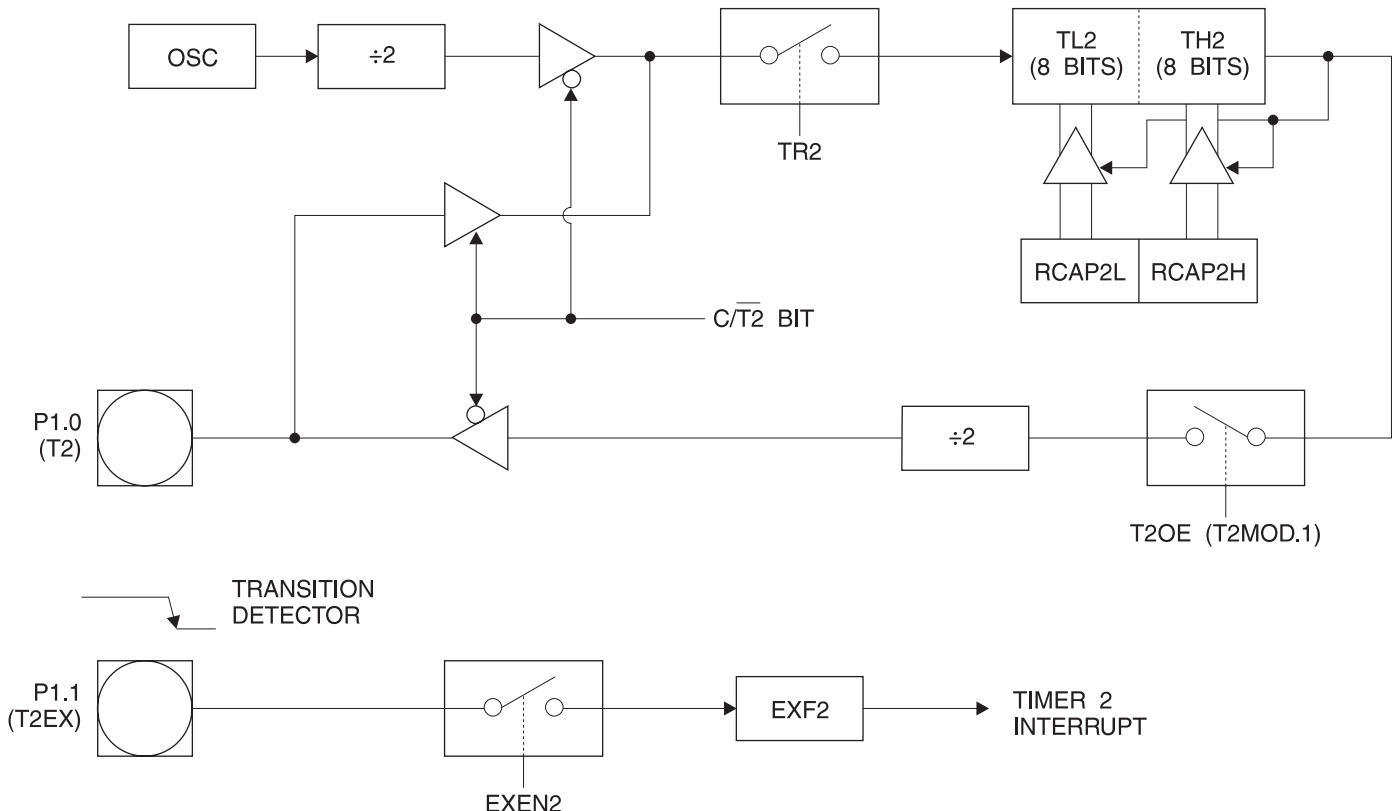 OSC
÷2
TL2
(8 BITS)
TH2
(8 BITS)
TR2
RCAP2L
RCAP2H
C/T2 BIT
P1.0
(T2)
÷2
T2OE (T2MOD.1)
TRANSITION
DETECTOR
P1.1
(T2EX)
EXF2
TIMER 2
INTERRUPT
EXEN2